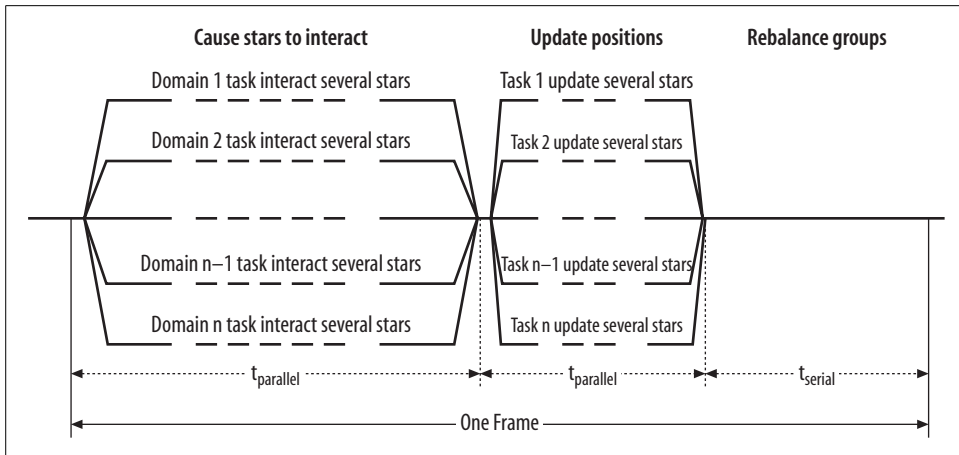 Cause stars to interact
Update positions
Rebalance groups
Domain 1 task interact several stars
Task 1 update several stars
Domain 2 task interact several stars
Task 2 update several stars
Domain n–1 task interact several stars
Task n–1 update several stars
Domain n task interact several stars
Task n update several stars
tparallel
tparallel
tserial
One Frame